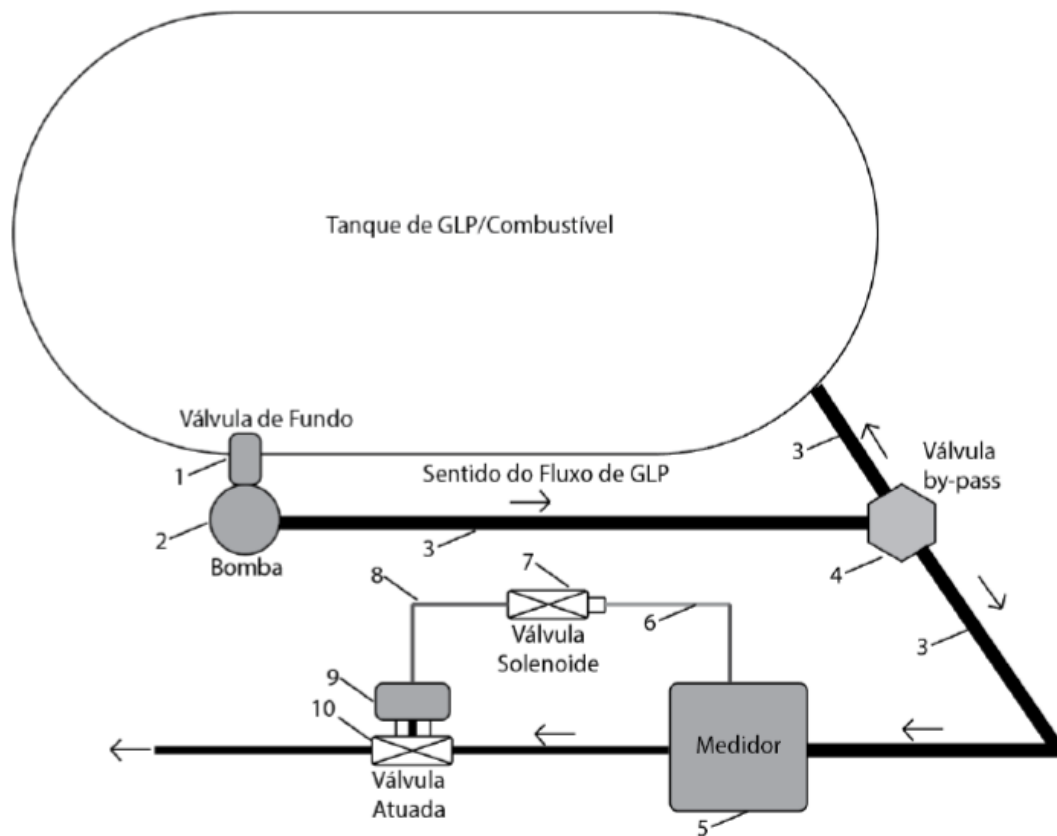 Tanque de GLP/Combustível
Válvula de Fundo
1
Sentido do Fluxo de GLP
3
Válvula
by-pass
2
3
Bomba
4
7
8
6
Válvula
Solenoide
3
9
10
Medidor
Válvula
Atuada
5